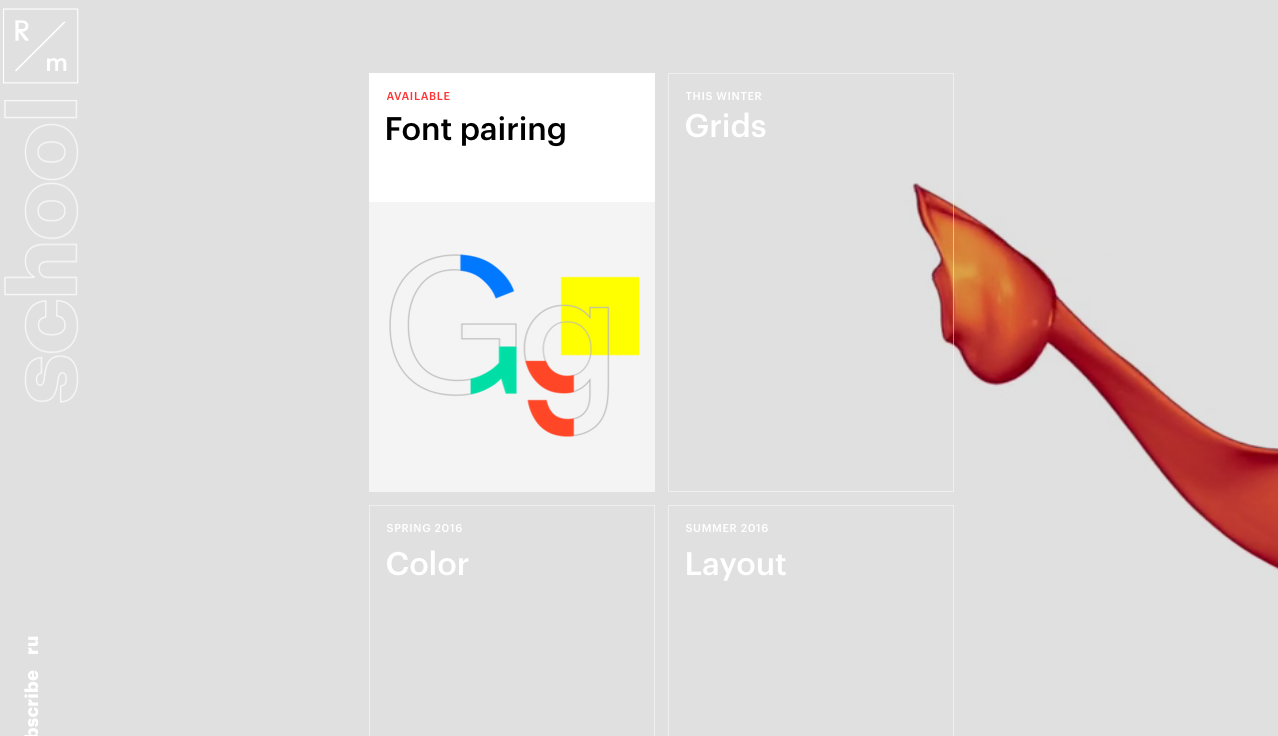 R
m
school
AVAILABLE
Font pairing
THIS WINTER
Grids
Gg
SPRING 2016
Color
SUMMER 2016
Layout
ru
bscribe